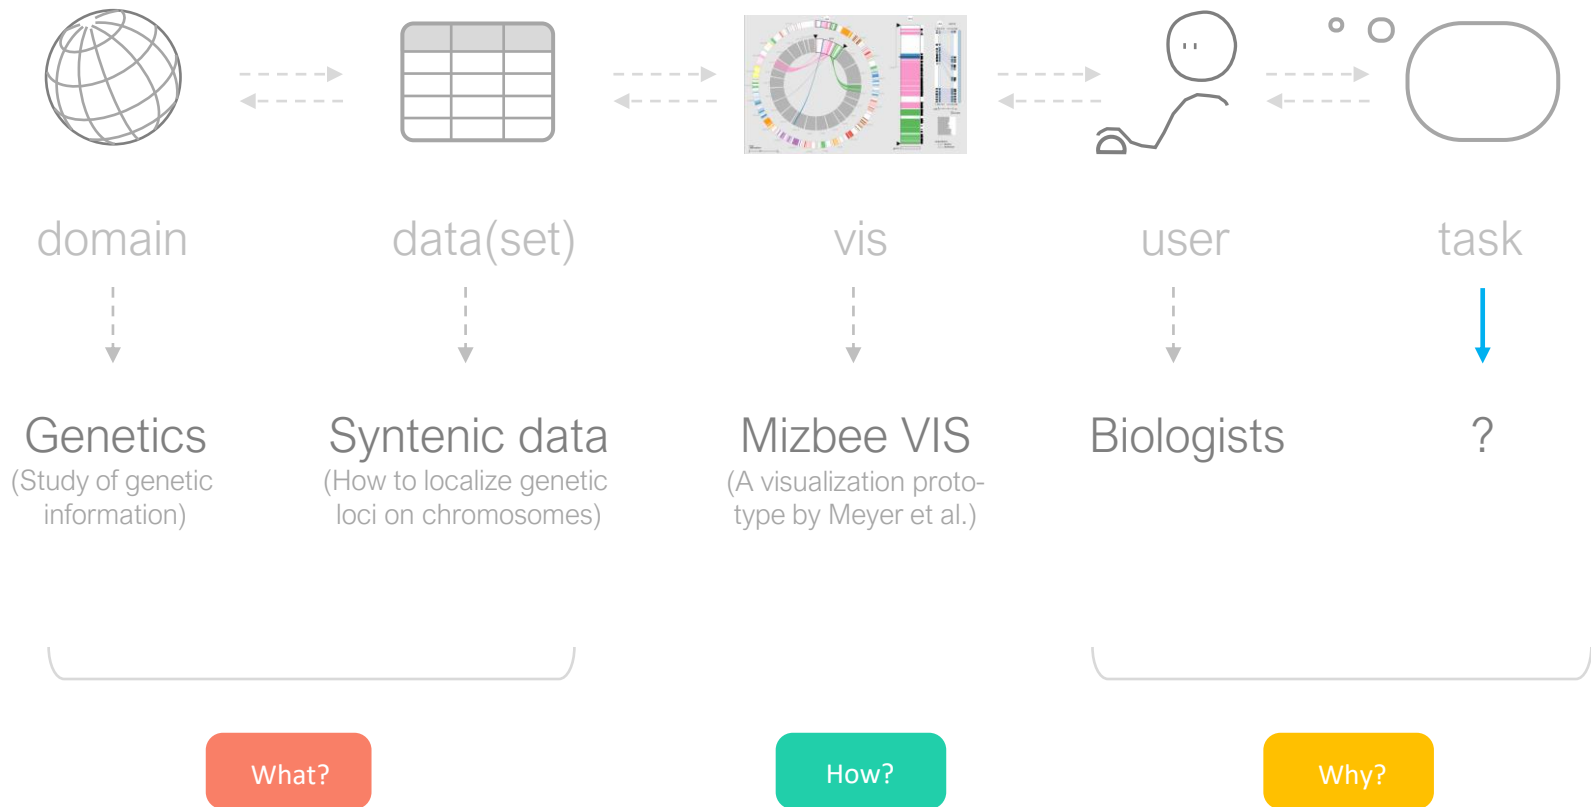 domain
data(set)
vis
user
task
Genetics
(Study of genetic
information)
Syntenic data
(How to localize genetic
loci on chromosomes)
Mizbee VIS
(A visualization proto-
type by Meyer et al.)
Biologists
?
What?
How?
Why?